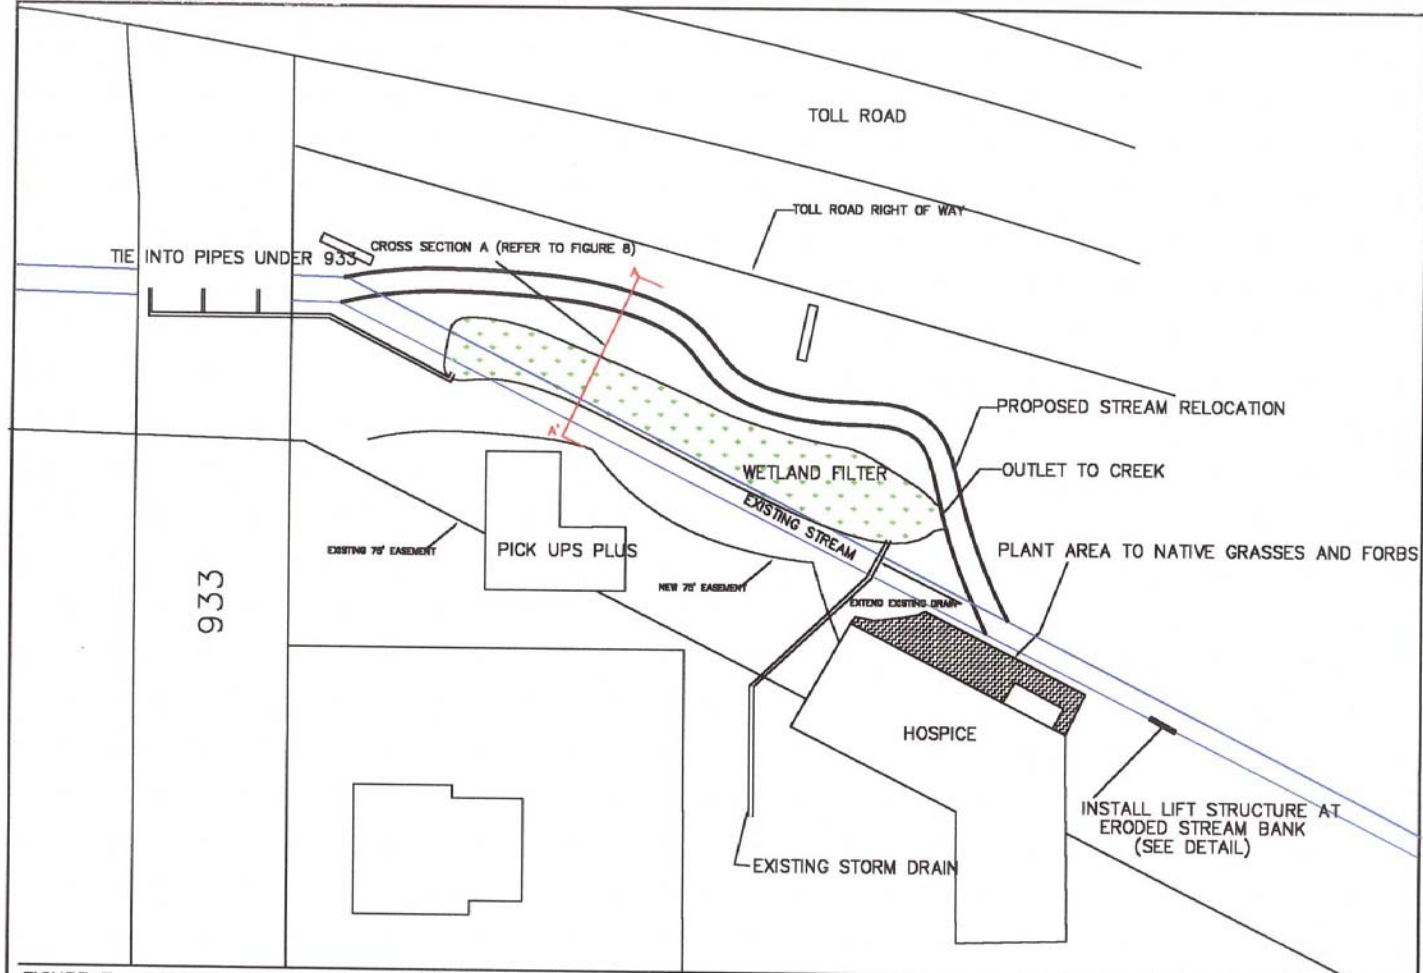 TOLL ROAD
TOLL ROAD RIGHT OF WAY
TIE INTO PIPES UNDER 933
CROSS SECTION A (REFER TO FIGURE 8)
A
A'
PROPOSED STREAM RELOCATION
WETLAND FILTER
OUTLET TO CREEK
EXISTING STREAM
EXISTING 75' EASEMENT
PICK UPS PLUS
PLANT AREA TO NATIVE GRASSES AND FORBS
NEW 75' EASEMENT
EXTEND EXISTING DRAIN
933
HOSPICE
INSTALL LIFT STRUCTURE AT
ERODED STREAM BANK
(SEE DETAIL)
EXISTING STORM DRAIN